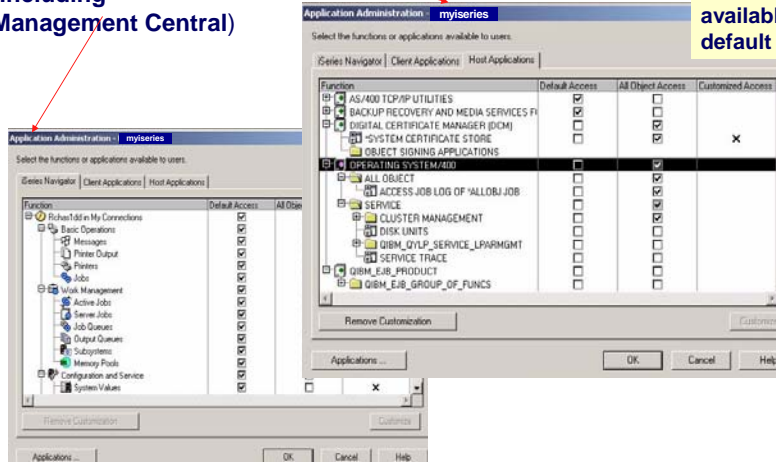 including
Management Central)
availabl
default
Application Administration - myiseries
Select the functions or applications available to users.
iSeries Navigator Client Applications Host Applications
Function Default Access All Object Access Customized Access
AS/400 TCP/IP UTILITIES
BACKUP RECOVERY AND MEDIA SERVICES F
DIGITAL CERTIFICATE MANAGER (DCM)
*SYSTEM CERTIFICATE STORE
OBJECT SIGNING APPLICATIONS
OPERATING SYSTEM/400
ALL OBJECT
ACCESS JOB LOG OF *ALLOBJ JOB
SERVICE
CLUSTER MANAGEMENT
DISK UNITS
QIBM_QYLP_SERVICE_LPARMGMT
SERVICE TRACE
QIBM_EJB_PRODUCT
QIBM_EJB_GROUP_OF_FUNCS
Remove Customization Customize
Applications ... OK Cancel Help
Application Administration - myiseries
Select the functions or applications available to users.
iSeries Navigator Client Applications Host Applications
Function Default Access All Obje
Rchas1dd in My Connections
Basic Operations
Messages
Printer Output
Printers
Jobs
Work Management
Active Jobs
Server Jobs
Job Queues
Output Queues
Subsystems
Memory Pools
Configuration and Service
System Values
Remove Customization Customize
Applications ... OK Cancel Help